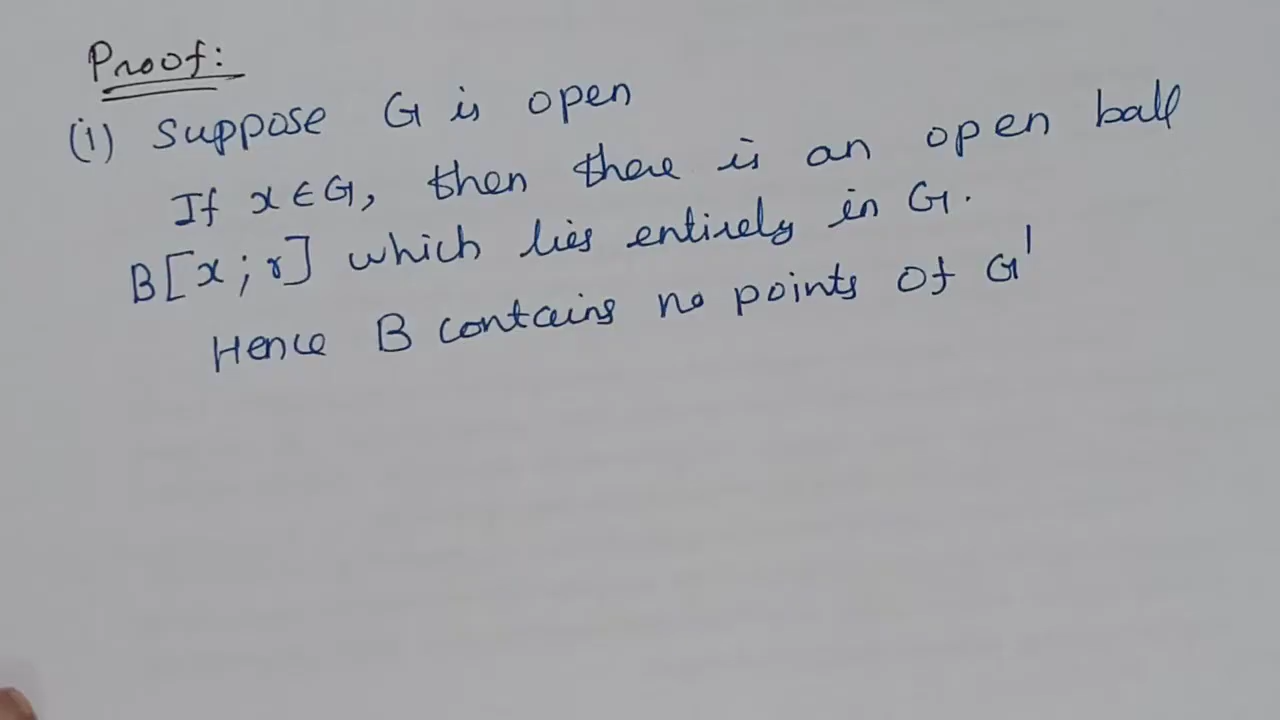 Proof:
(i) Suppose G is open
If x ∈ G, then there is an open ball
B[x; r] which lies entirely in G.
Hence B contains no points of G'